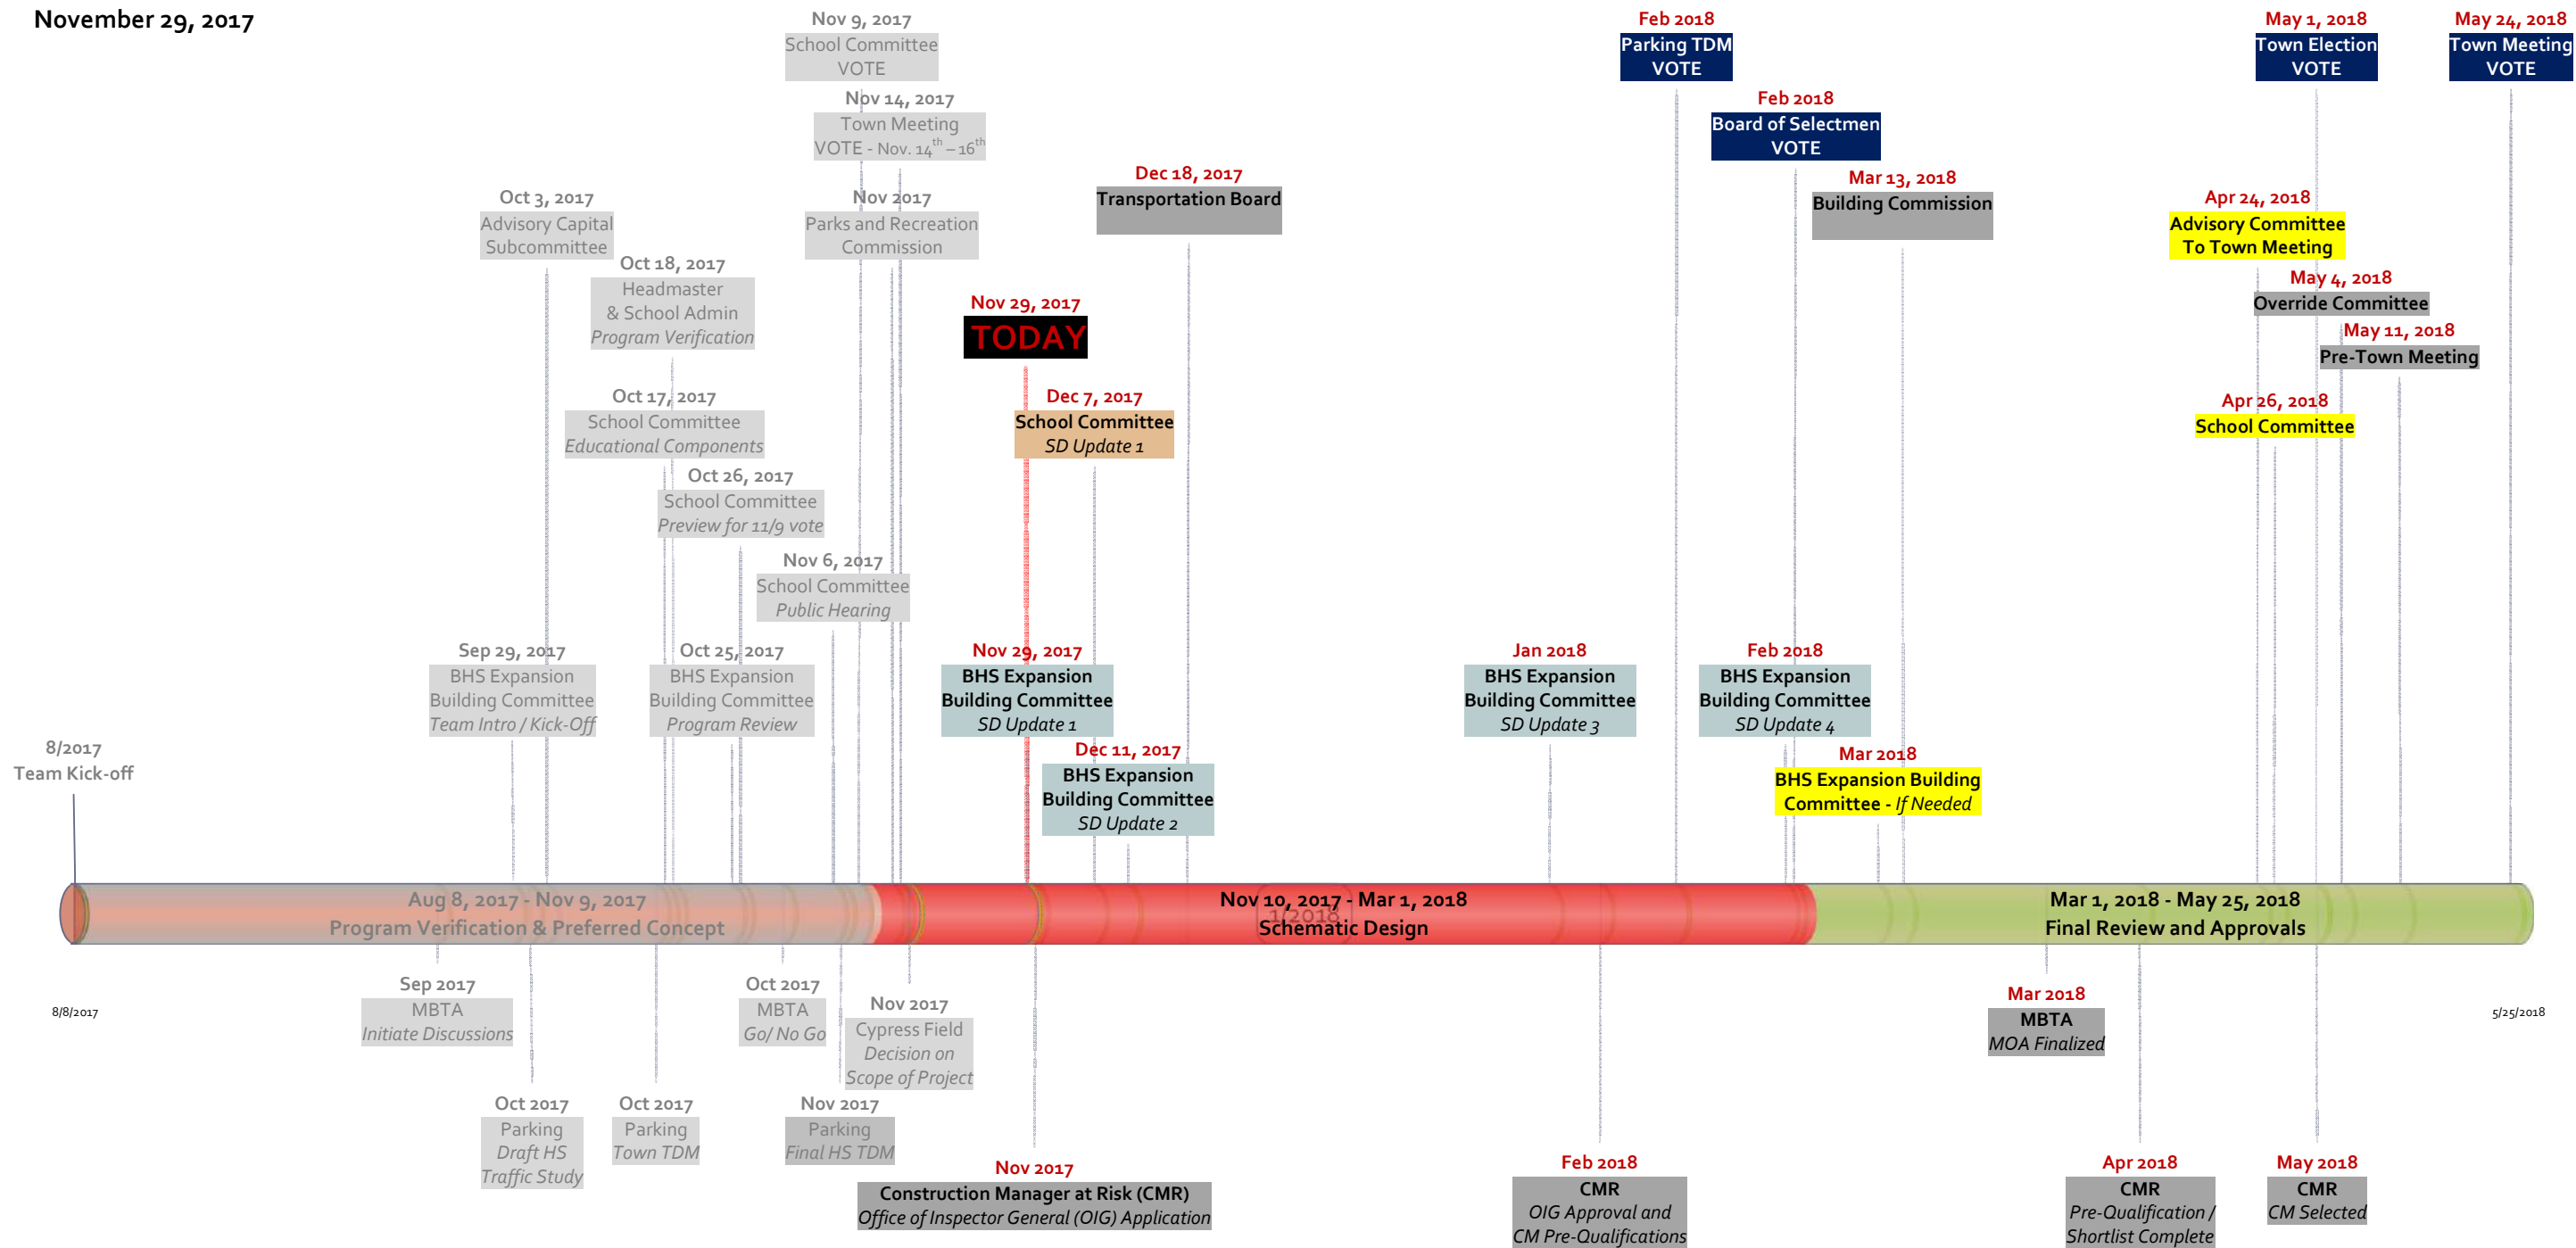 November 29, 2017
Nov 9, 2017
School Committee
VOTE
Nov 14, 2017
Town Meeting
VOTE - Nov. 14th – 16th
Nov 2017
Parks and Recreation
Commission
Oct 3, 2017
Advisory Capital
Subcommittee
Oct 18, 2017
Headmaster
& School Admin
Program Verification
Oct 17, 2017
School Committee
Educational Components
Oct 26, 2017
School Committee
Preview for 11/9 vote
Nov 6, 2017
School Committee
Public Hearing
Sep 29, 2017
BHS Expansion
Building Committee
Team Intro / Kick-Off
Oct 25, 2017
BHS Expansion
Building Committee
Program Review
8/2017
Team Kick-off
Nov 29, 2017
TODAY
Dec 18, 2017
Transportation Board
Dec 7, 2017
School Committee
SD Update 1
Nov 29, 2017
BHS Expansion
Building Committee
SD Update 1
Dec 11, 2017
BHS Expansion
Building Committee
SD Update 2
Feb 2018
Parking TDM
VOTE
Feb 2018
Board of Selectmen
VOTE
Mar 13, 2018
Building Commission
Jan 2018
BHS Expansion
Building Committee
SD Update 3
Feb 2018
BHS Expansion
Building Committee
SD Update 4
Mar 2018
BHS Expansion Building
Committee - If Needed
May 1, 2018
Town Election
VOTE
May 24, 2018
Town Meeting
VOTE
Apr 24, 2018
Advisory Committee
To Town Meeting
May 4, 2018
Override Committee
May 11, 2018
Pre-Town Meeting
Apr 26, 2018
School Committee
Aug 8, 2017 - Nov 9, 2017
Program Verification & Preferred Concept
Nov 10, 2017 - Mar 1, 2018
1/2018
Schematic Design
Mar 1, 2018 - May 25, 2018
Final Review and Approvals
8/8/2017
5/25/2018
Sep 2017
MBTA
Initiate Discussions
Oct 2017
Parking
Draft HS
Traffic Study
Oct 2017
Parking
Town TDM
Oct 2017
MBTA
Go/ No Go
Nov 2017
Parking
Final HS TDM
Nov 2017
Cypress Field
Decision on
Scope of Project
Nov 2017
Construction Manager at Risk (CMR)
Office of Inspector General (OIG) Application
Feb 2018
CMR
OIG Approval and
CM Pre-Qualifications
Mar 2018
MBTA
MOA Finalized
Apr 2018
CMR
Pre-Qualification /
Shortlist Complete
May 2018
CMR
CM Selected